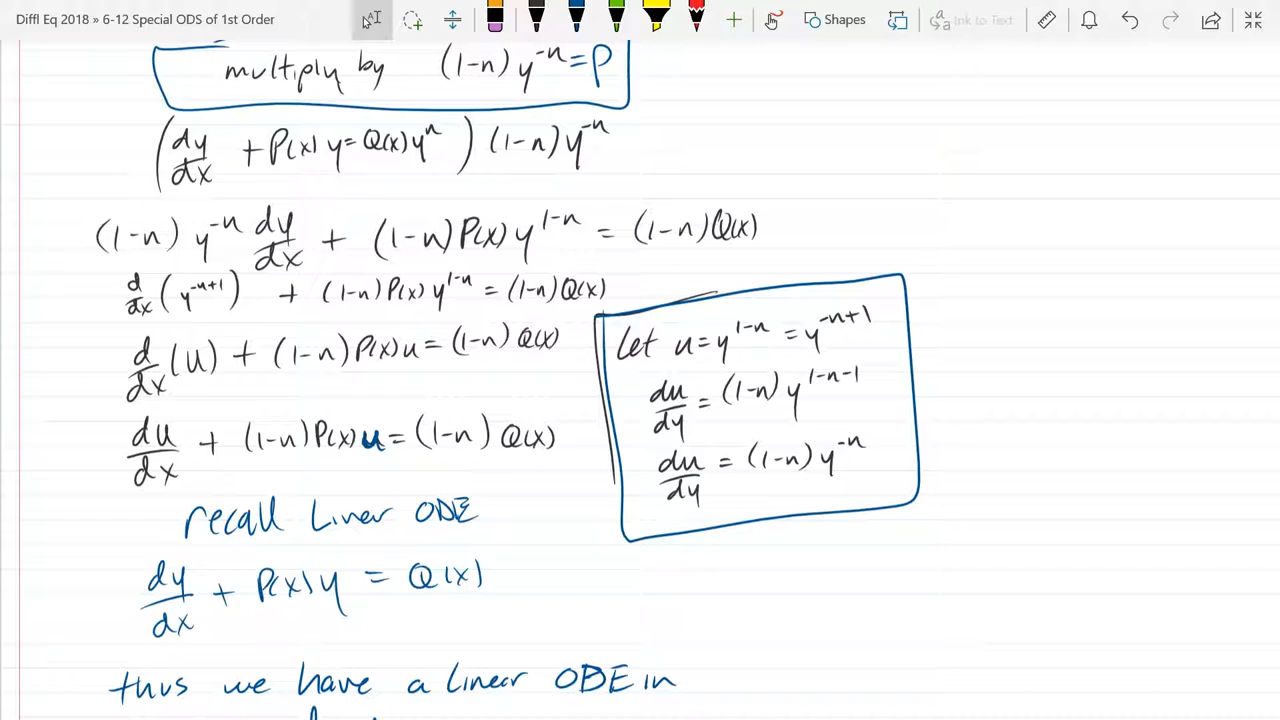 Diffl Eq 2018 » 6-12 Special ODS of 1st Order
Shapes
Ink to Text
multiply by (1-n) y^-n = P
(dy/dx + P(x) y = Q(x) y^n) (1-n) y^-n
(1-n) y^-n dy/dx + (1-n) P(x) y^1-n = (1-n) Q(x)
d/dx (y^-n+1) + (1-n) P(x) y^1-n = (1-n) Q(x)
d/dx (u) + (1-n) P(x) u = (1-n) Q(x)
du/dx + (1-n) P(x) u = (1-n) Q(x)
Let u = y^1-n = y^-n+1
du/dy = (1-n) y^1-n-1
du/dy = (1-n) y^-n
recall Liner ODE
dy/dx + P(x) y = Q(x)
thus we have a linear ODE in